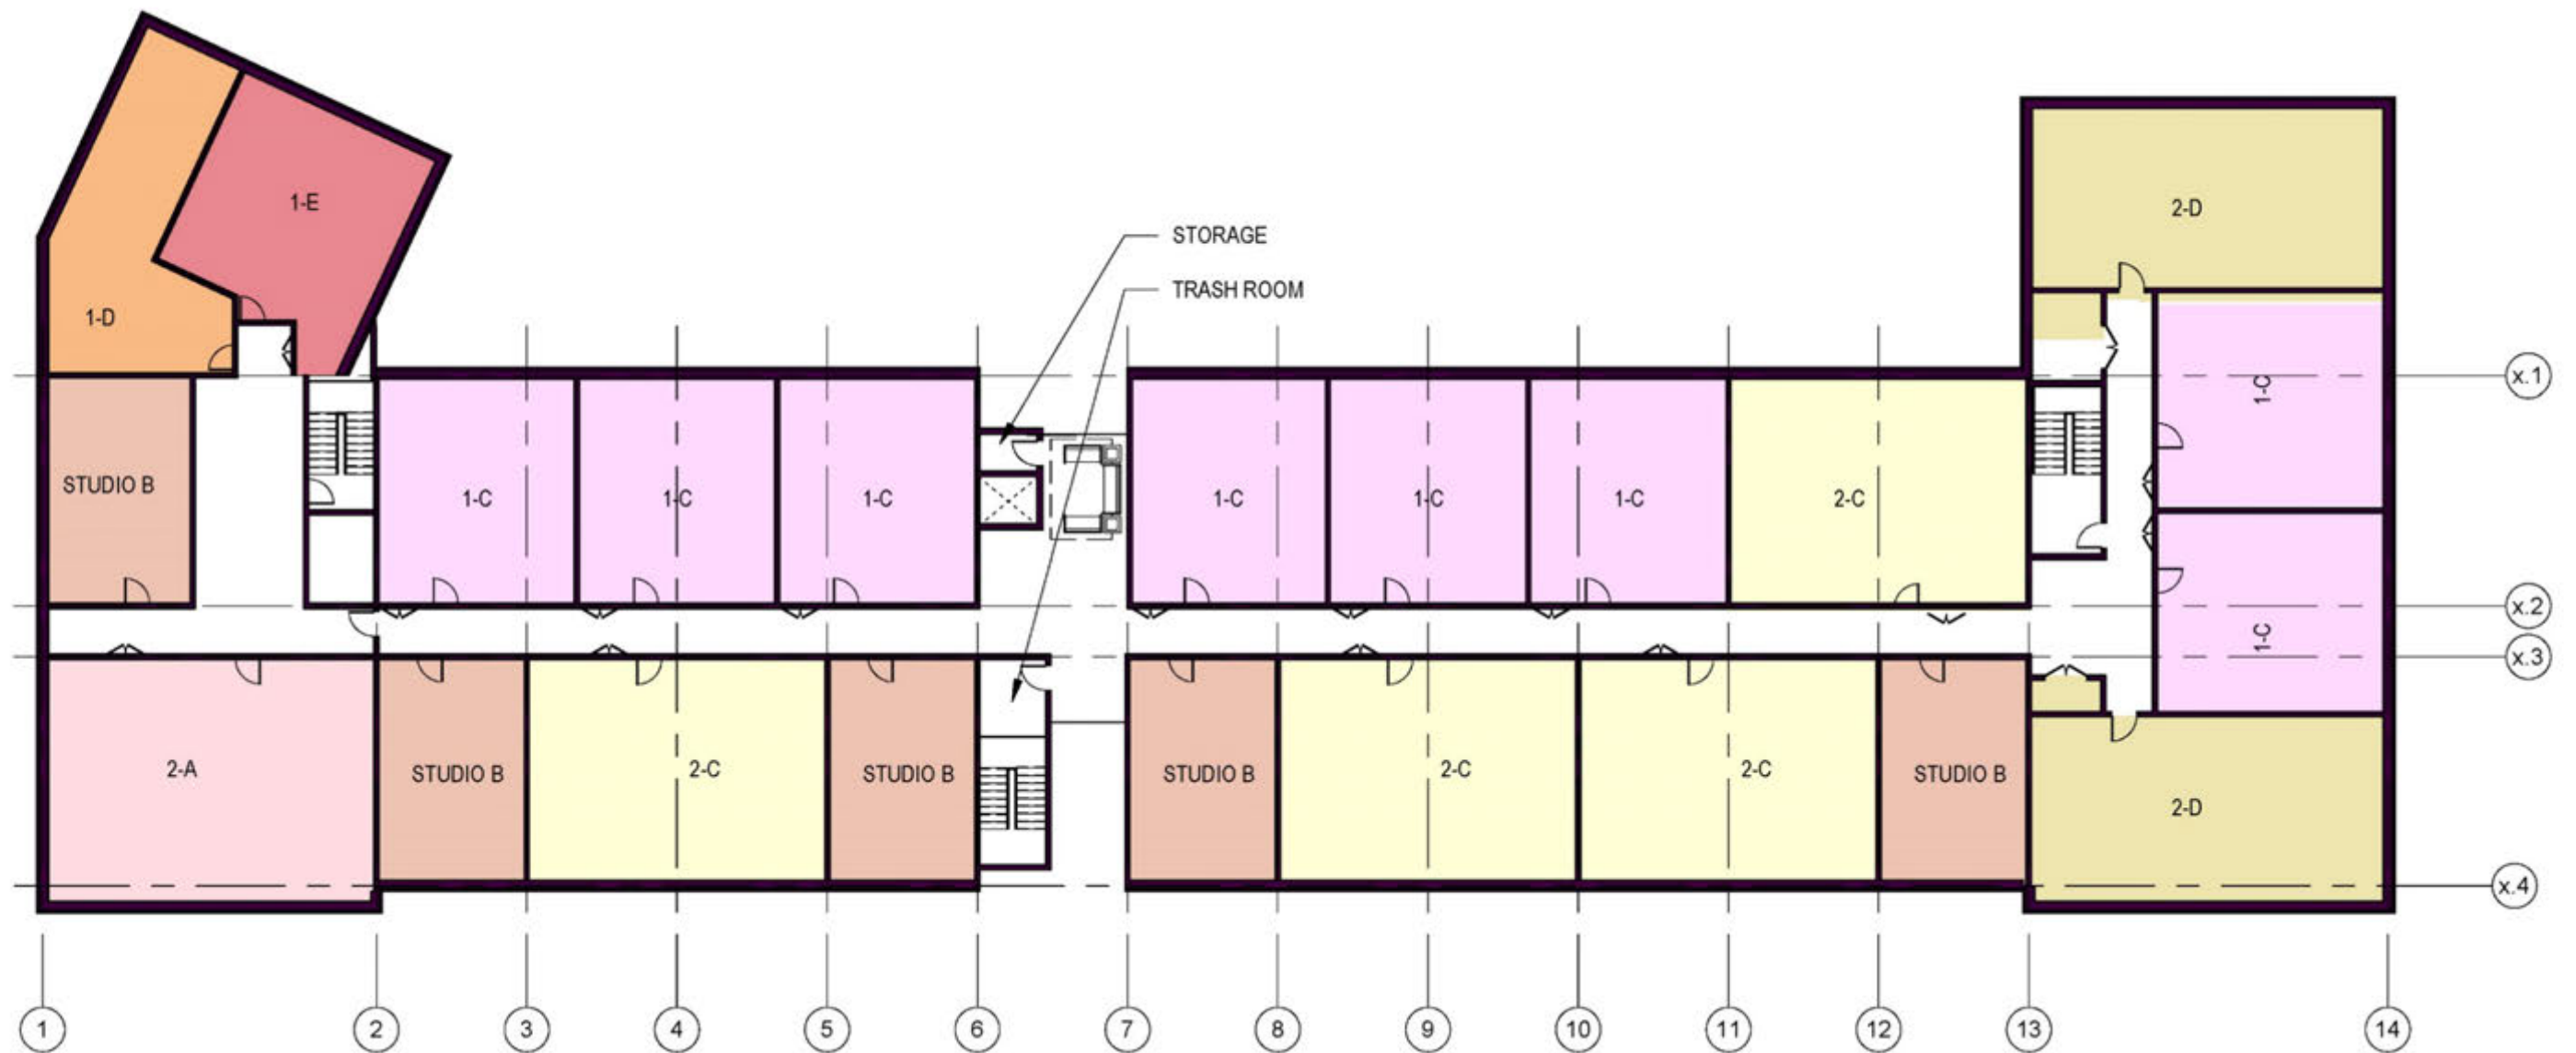 1-E
2-D
STORAGE
TRASH ROOM
1-D
x.1
1-C
STUDIO B
1-C
1-C
1-C
1-C
1-C
1-C
2-C
x.2
1-C
x.3
2-A
STUDIO B
2-C
STUDIO B
STUDIO B
2-C
2-C
STUDIO B
2-D
x.4
1
2
3
4
5
6
7
8
9
10
11
12
13
14